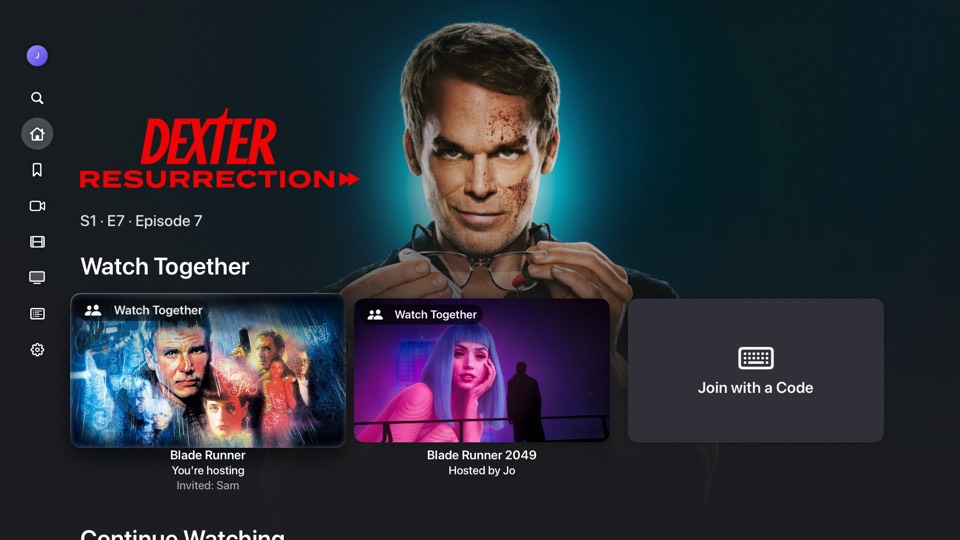 J
DEXTER
RESURRECTION
S1 · E7 · Episode 7
Watch Together
Watch Together
Watch Together
Join with a Code
Blade Runner
You're hosting
Invited: Sam
Blade Runner 2049
Hosted by Jo
Continue Watching